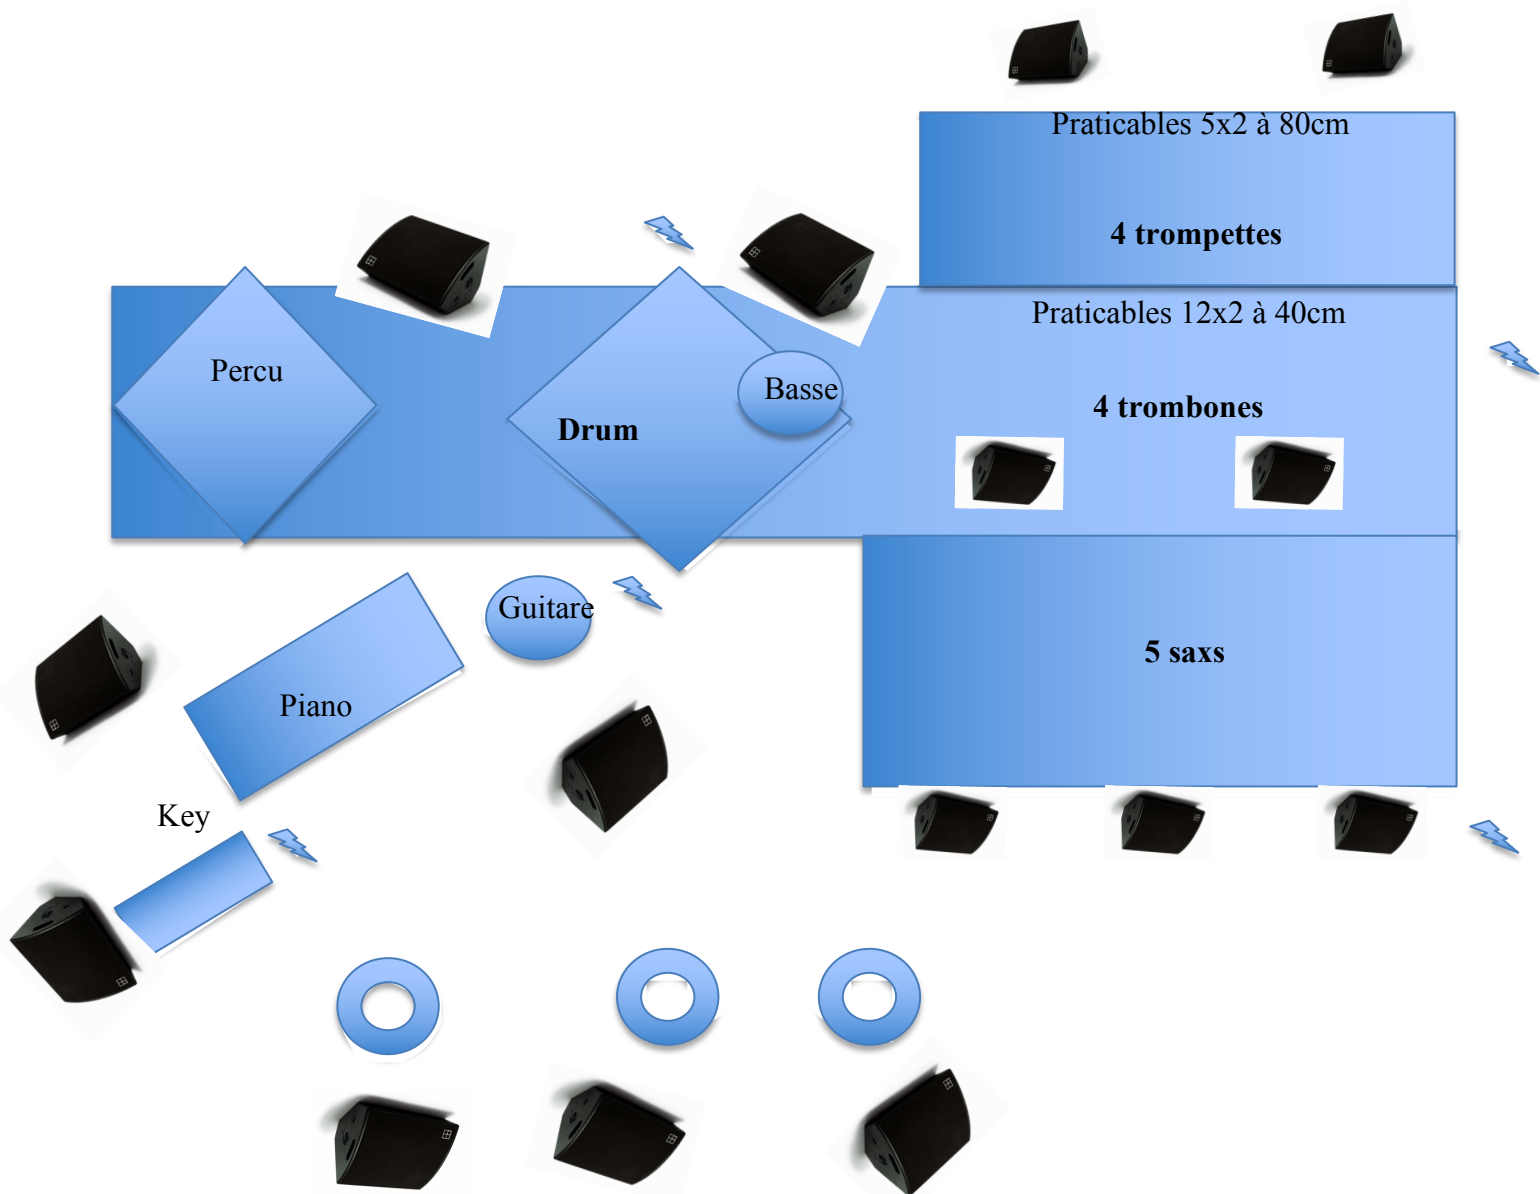 Praticables 5x2 à 80cm
4 trompettes
Praticables 12x2 à 40cm
Percu
Basse
4 trombones
Drum
Guitare
5 saxs
Piano
Key